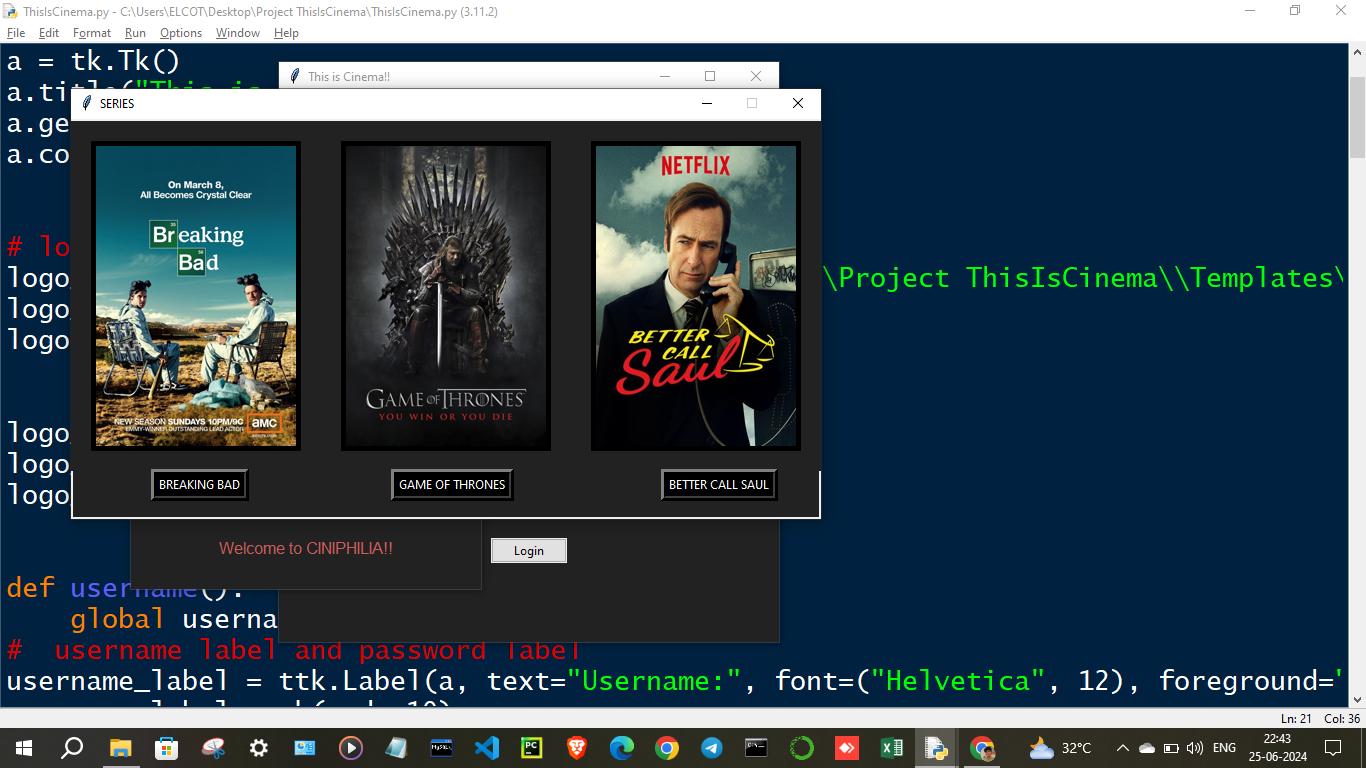 ThisIsCinema.py - C:\Users\ELCOT\Desktop\Project ThisIsCinema\ThisIsCinema.py (3.11.2)
File Edit Format Run Options Window Help
a = tk.Tk()
a.title("This is
a.ge
a.co
# lo
logo
\Project ThisIsCinema\\Templates\
logo
logo
logo
logo
logo
def username():
global userna
# username label and password label
username_label = ttk.Label(a, text="Username:", font=("Helvetica", 12), foreground='
This is Cinema!!
SERIES
On March 8,
All Becomes Crystal Clear
Breaking
Bad
NEW SEASON SUNDAYS 10PM/9C
EMMY-WINNER OUTSTANDING LEAD ACTOR
amc
GAME OF THRONES
YOU WIN OR YOU DIE
NETFLIX
BETTER
CALL
Saul
BREAKING BAD
GAME OF THRONES
BETTER CALL SAUL
Welcome to CINIPHILIA!!
Login
Ln: 21 Col: 36
32°C
ENG
22:43
25-06-2024